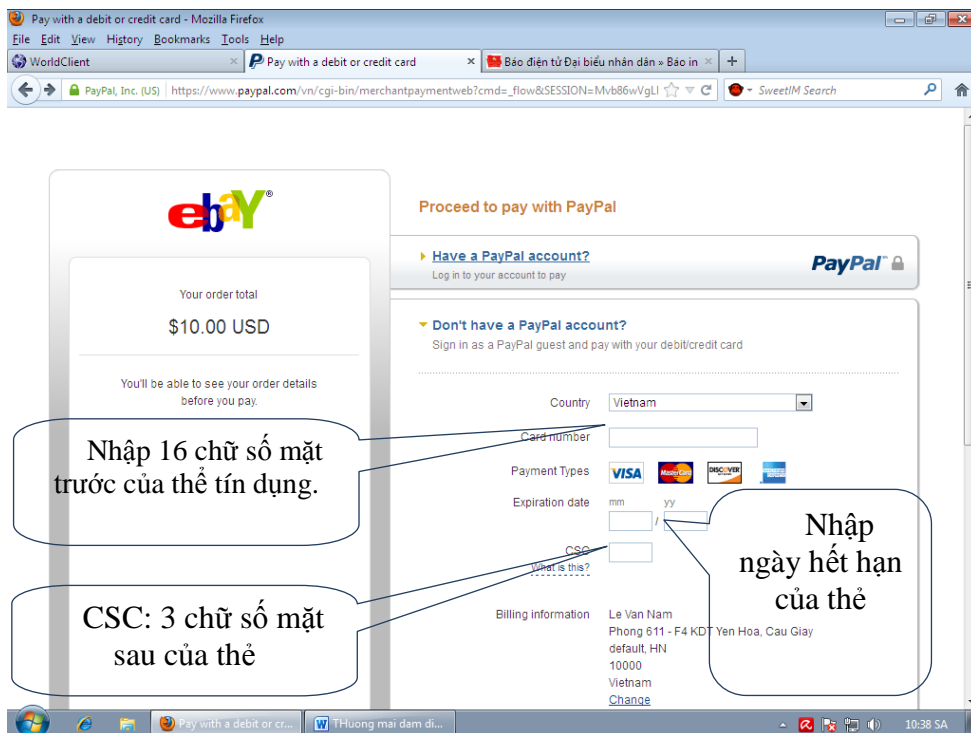 Pay with a debit or credit card - Mozilla Firefox
File Edit View History Bookmarks Tools Help
WorldClient
Pay with a debit or credit card
Báo điện tử Đại biểu nhân dân » Báo in
PayPal, Inc. (US) https://www.paypal.com/vn/cgi-bin/merchantpaymentweb?cmd=_flow&SESSION=Mvb86wVgLl
SweetIM Search
ebaY®
Your order total
$10.00 USD
You'll be able to see your order details
before you pay.
Proceed to pay with PayPal
Have a PayPal account?
Log in to your account to pay
PayPal™
Don't have a PayPal account?
Sign in as a PayPal guest and pay with your debit/credit card
Country Vietnam
Card number
Payment Types VISA MasterCard DISCOVER
Expiration date mm yy
/
CSC
What is this?
Billing information Le Van Nam
Phong 611 - F4 KDT Yen Hoa, Cau Giay
default, HN
10000
Vietnam
Change
Nhập 16 chữ số mặt
trước của thể tín dụng.
CSC: 3 chữ số mặt
sau của thẻ
Nhập
ngày hết hạn
của thẻ
Pay with a debit or cr...
THuong mai dam di...
10:38 SA